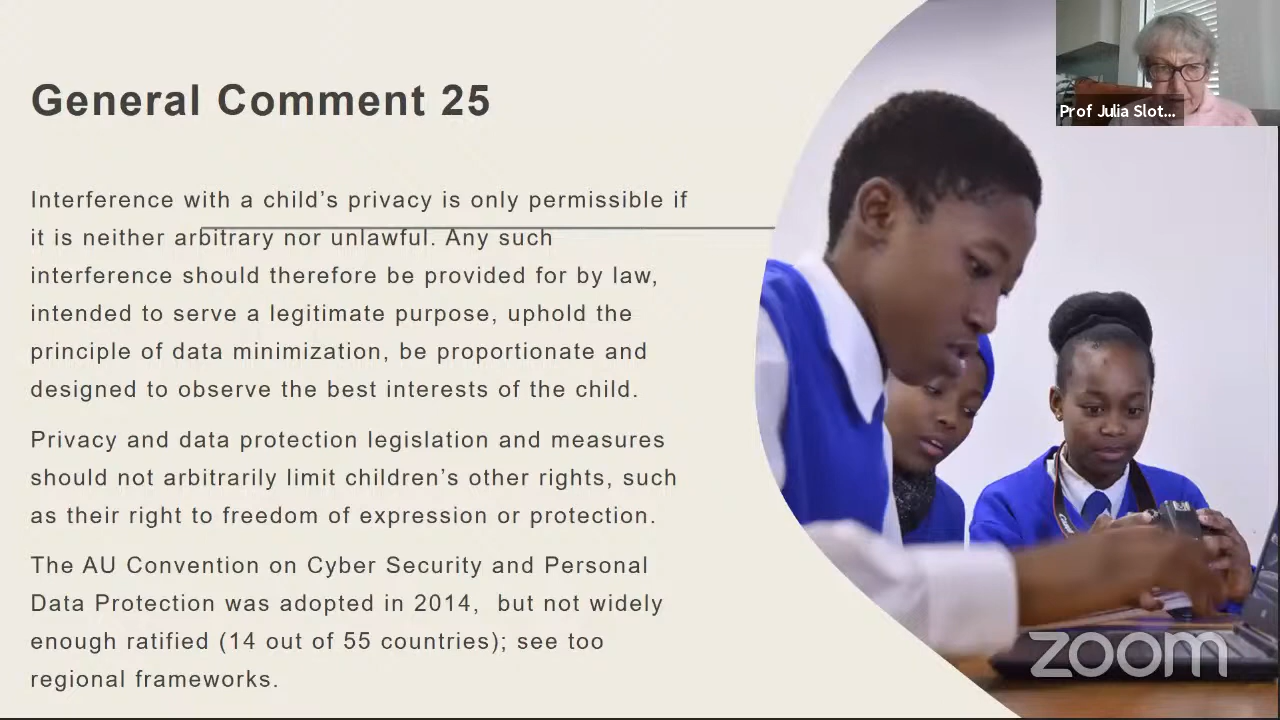 General Comment 25
Interference with a child's privacy is only permissible if
it is neither arbitrary nor unlawful. Any such
interference should therefore be provided for by law,
intended to serve a legitimate purpose, uphold the
principle of data minimization, be proportionate and
designed to observe the best interests of the child.
Privacy and data protection legislation and measures
should not arbitrarily limit children's other rights, such
as their right to freedom of expression or protection.
The AU Convention on Cyber Security and Personal
Data Protection was adopted in 2014,  but not widely
enough ratified (14 out of 55 countries); see too
regional frameworks.
Prof Julia Slot...
Canon
zoom